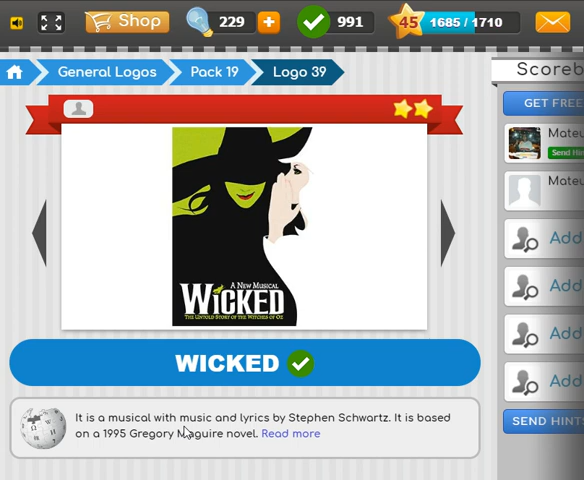 Shop
229
+
991
45
1685 / 1710
General Logos
Pack 19
Logo 39
Scoreb
GET FREE
Mateu
Send Hin
Mateu
Add
Add
Add
Add
SEND HINTS
A NEW MUSICAL
WICKED
THE UNTOLD STORY OF THE WITCHES OF OZ
WICKED
It is a musical with music and lyrics by Stephen Schwartz. It is based
on a 1995 Gregory Maguire novel. Read more